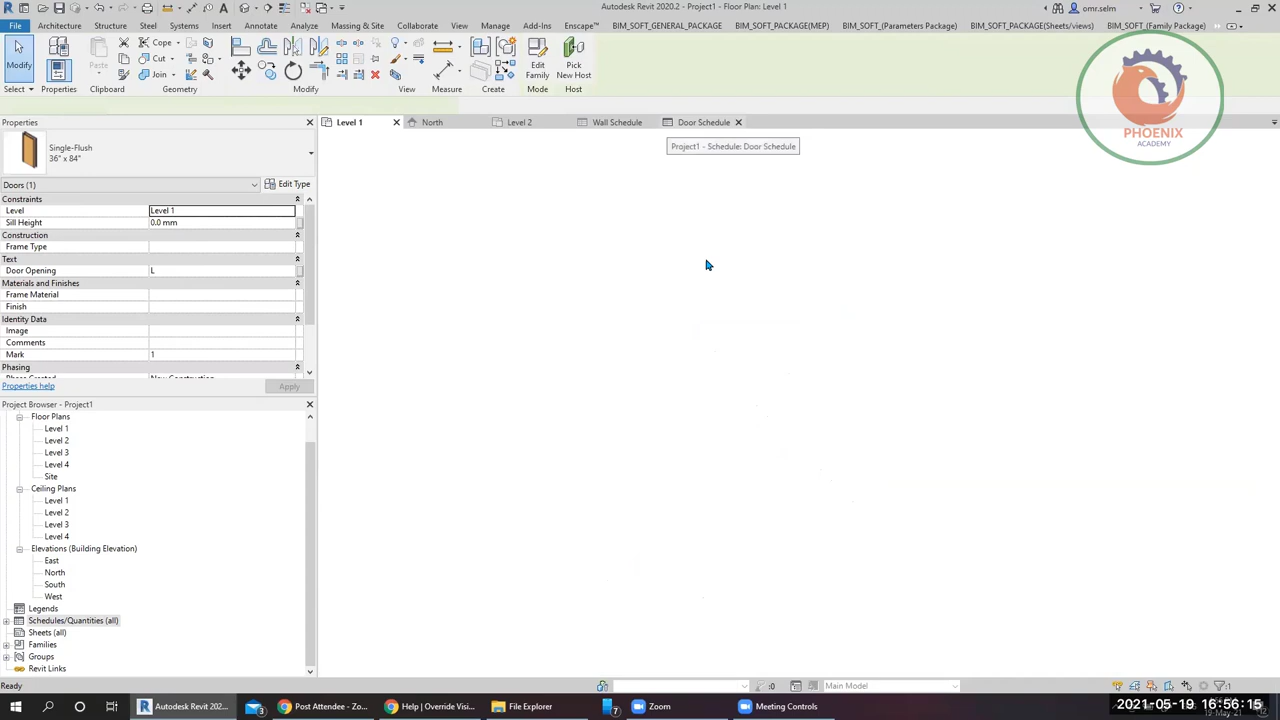 Autodesk Revit 2020.2 - Project1 - Floor Plan: Level 1
omr.selm
File Architecture Structure Steel Systems Insert Annotate Analyze Massing & Site Collaborate View Manage Add-Ins Enscape™ BIM_SOFT_GENERAL_PACKAGE BIM_SOFT_PACKAGE(MEP) BIM_SOFT_(Parameters Package) BIM_SOFT_PACKAGE(Sheets/views) BIM_SOFT_(Family Package)
Modify Paste Cope Cut Join Edit Family Pick New Host
Select Properties Clipboard Geometry Modify View Measure Create Mode Host
PHOENIX
ACADEMY
Properties
Level 1 North Level 2 Wall Schedule Door Schedule
Project1 - Schedule: Door Schedule
Single-Flush
36" x 84"
Doors (1) Edit Type
Constraints
Level Level 1
Sill Height 0.0 mm
Construction
Frame Type
Text
Door Opening L
Materials and Finishes
Frame Material
Finish
Identity Data
Image
Comments
Mark 1
Phasing
Properties help Apply
Project Browser - Project1
Floor Plans
Level 1
Level 2
Level 3
Level 4
Site
Ceiling Plans
Level 1
Level 2
Level 3
Level 4
Elevations (Building Elevation)
East
North
South
West
Legends
Schedules/Quantities (all)
Sheets (all)
Families
Groups
Revit Links
Ready :0 Main Model :1
Autodesk Revit 202... 3 Post Attendee - Zo... Help | Override Visi... File Explorer 7 Zoom Meeting Controls
2021-05-19 16:56:15